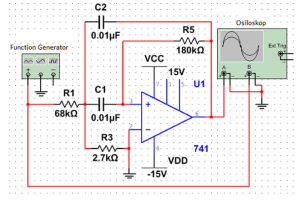 C2
0.01µF
Osiloskop
Function Generator
R5
180kΩ
Ext Trig
VCC
15V
U1
R1
68kΩ
C1
0.01µF
A
B
R3
2.7kΩ
741
VDD
-15V